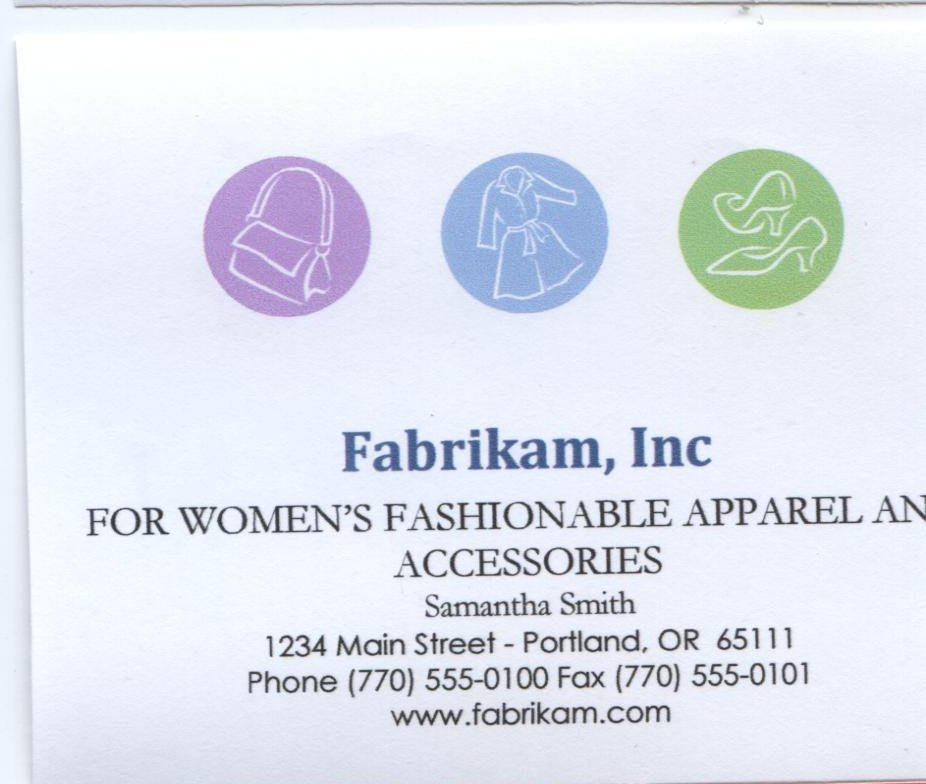 Fabrikam, Inc
FOR WOMEN'S FASHIONABLE APPAREL AN
ACCESSORIES
Samantha Smith
1234 Main Street - Portland, OR 65111
Phone (770) 555-0100 Fax (770) 555-0101
www.fabrikam.com